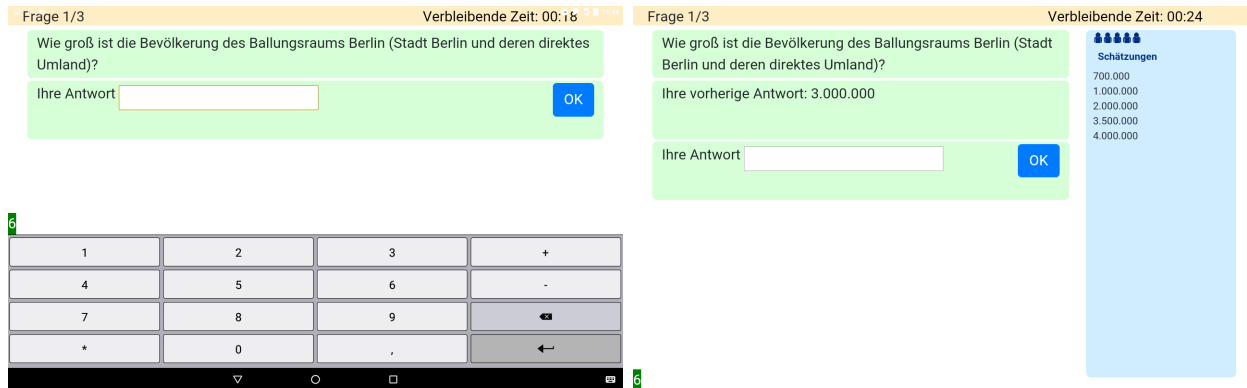 Frage 1/3
Verbleibende Zeit: 00:18
Wie groß ist die Bevölkerung des Ballungsraums Berlin (Stadt Berlin und deren direktes
Umland)?
Ihre Antwort
OK
6
1 2 3 +
4 5 6 -
7 8 9
* 0 ,
Frage 1/3
Verbleibende Zeit: 00:24
Wie groß ist die Bevölkerung des Ballungsraums Berlin (Stadt
Berlin und deren direktes Umland)?
Ihre vorherige Antwort: 3.000.000
Ihre Antwort
OK
Schätzungen
700.000
1.000.000
2.000.000
3.500.000
4.000.000
6